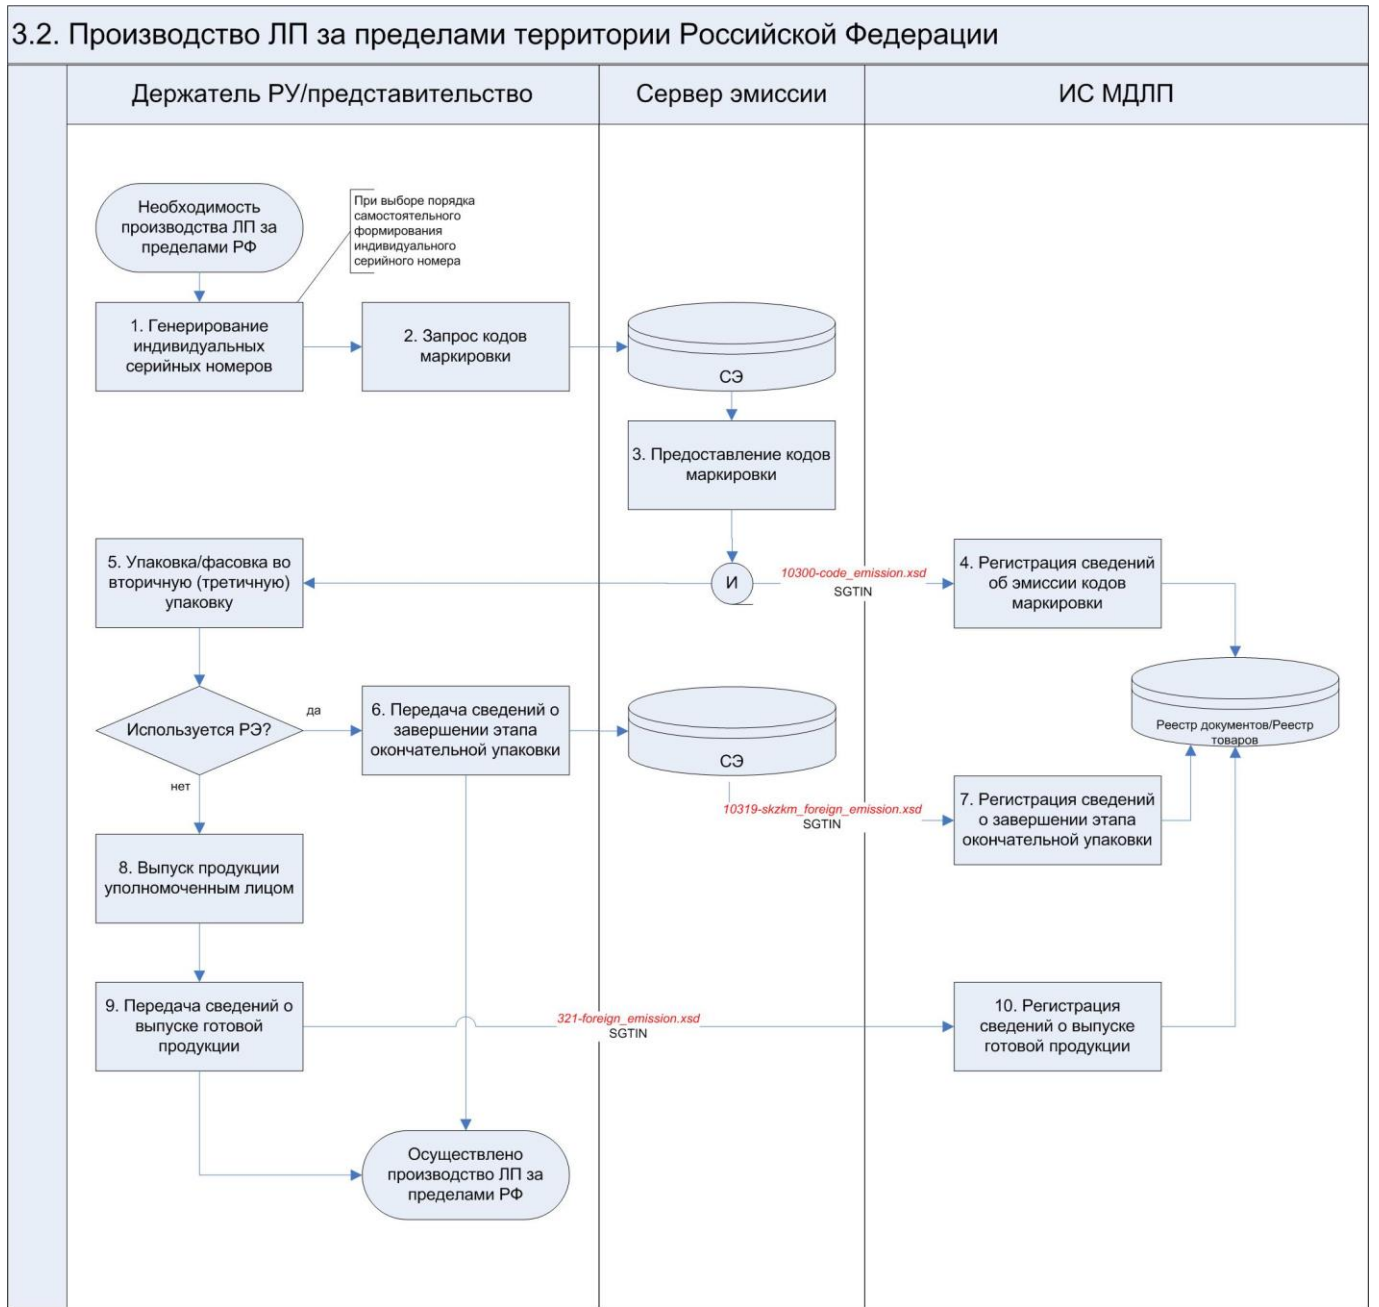 3.2. Производство ЛП за пределами территории Российской Федерации
Держатель РУ/представительство
Сервер эмиссии
ИС МДЛП
Необходимость
производства ЛП за
пределами РФ
При выборе порядка
самостоятельного
формирования
индивидуального
серийного номера
1. Генерирование
индивидуальных
серийных номеров
2. Запрос кодов
маркировки
СЭ
3. Предоставление кодов
маркировки
5. Упаковка/фасовка во
вторичную (третичную)
упаковку
И
10300-code_emission.xsd
SGTIN
4. Регистрация сведений
об эмиссии кодов
маркировки
Используется РЭ?
да
нет
6. Передача сведений о
завершении этапа
окончательной упаковки
СЭ
Реестр документов/Реестр
товаров
10319-skzkm_foreign_emission.xsd
SGTIN
7. Регистрация сведений
о завершении этапа
окончательной упаковки
8. Выпуск продукции
уполномоченным лицом
9. Передача сведений о
выпуске готовой
продукции
321-foreign_emission.xsd
SGTIN
10. Регистрация
сведений о выпуске
готовой продукции
Осуществлено
производство ЛП за
пределами РФ